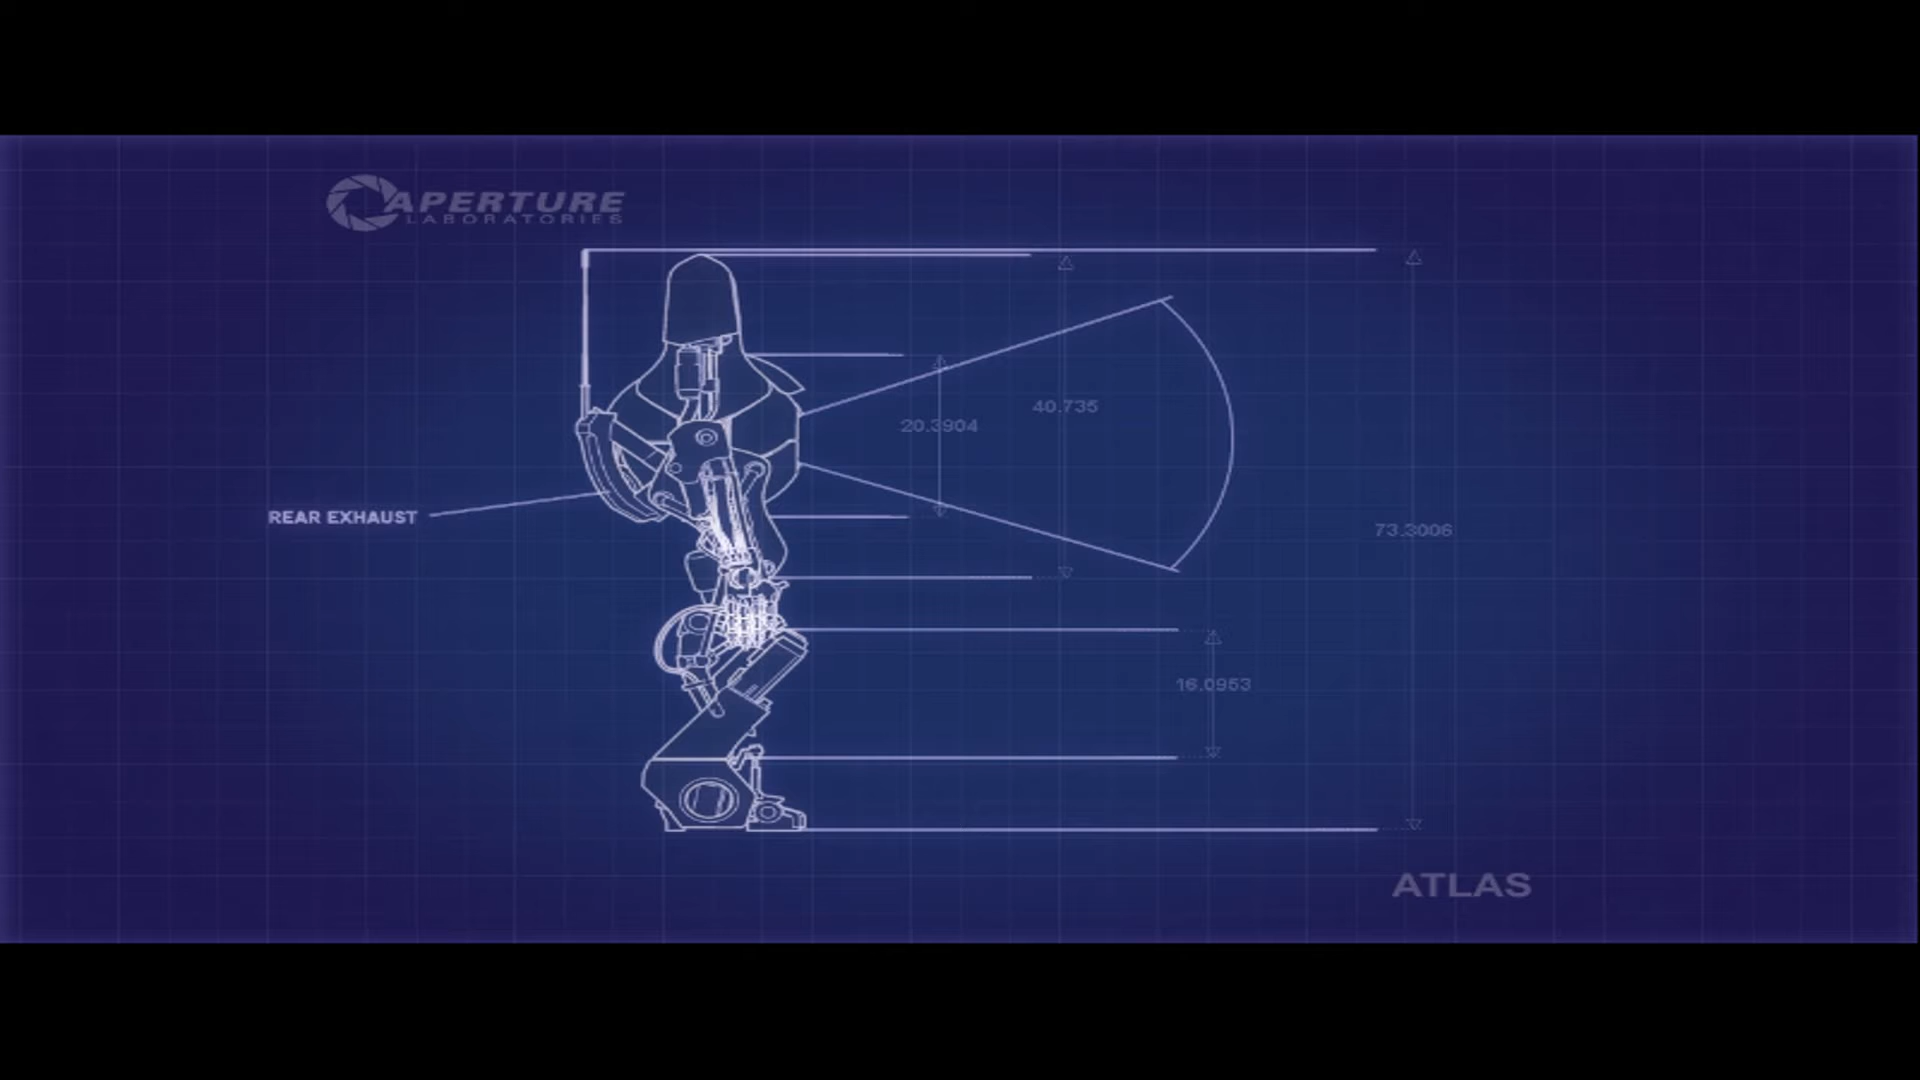 APERTURE
LABORATORIES
40.735
20.3904
REAR EXHAUST
73.3006
16.0953
ATLAS